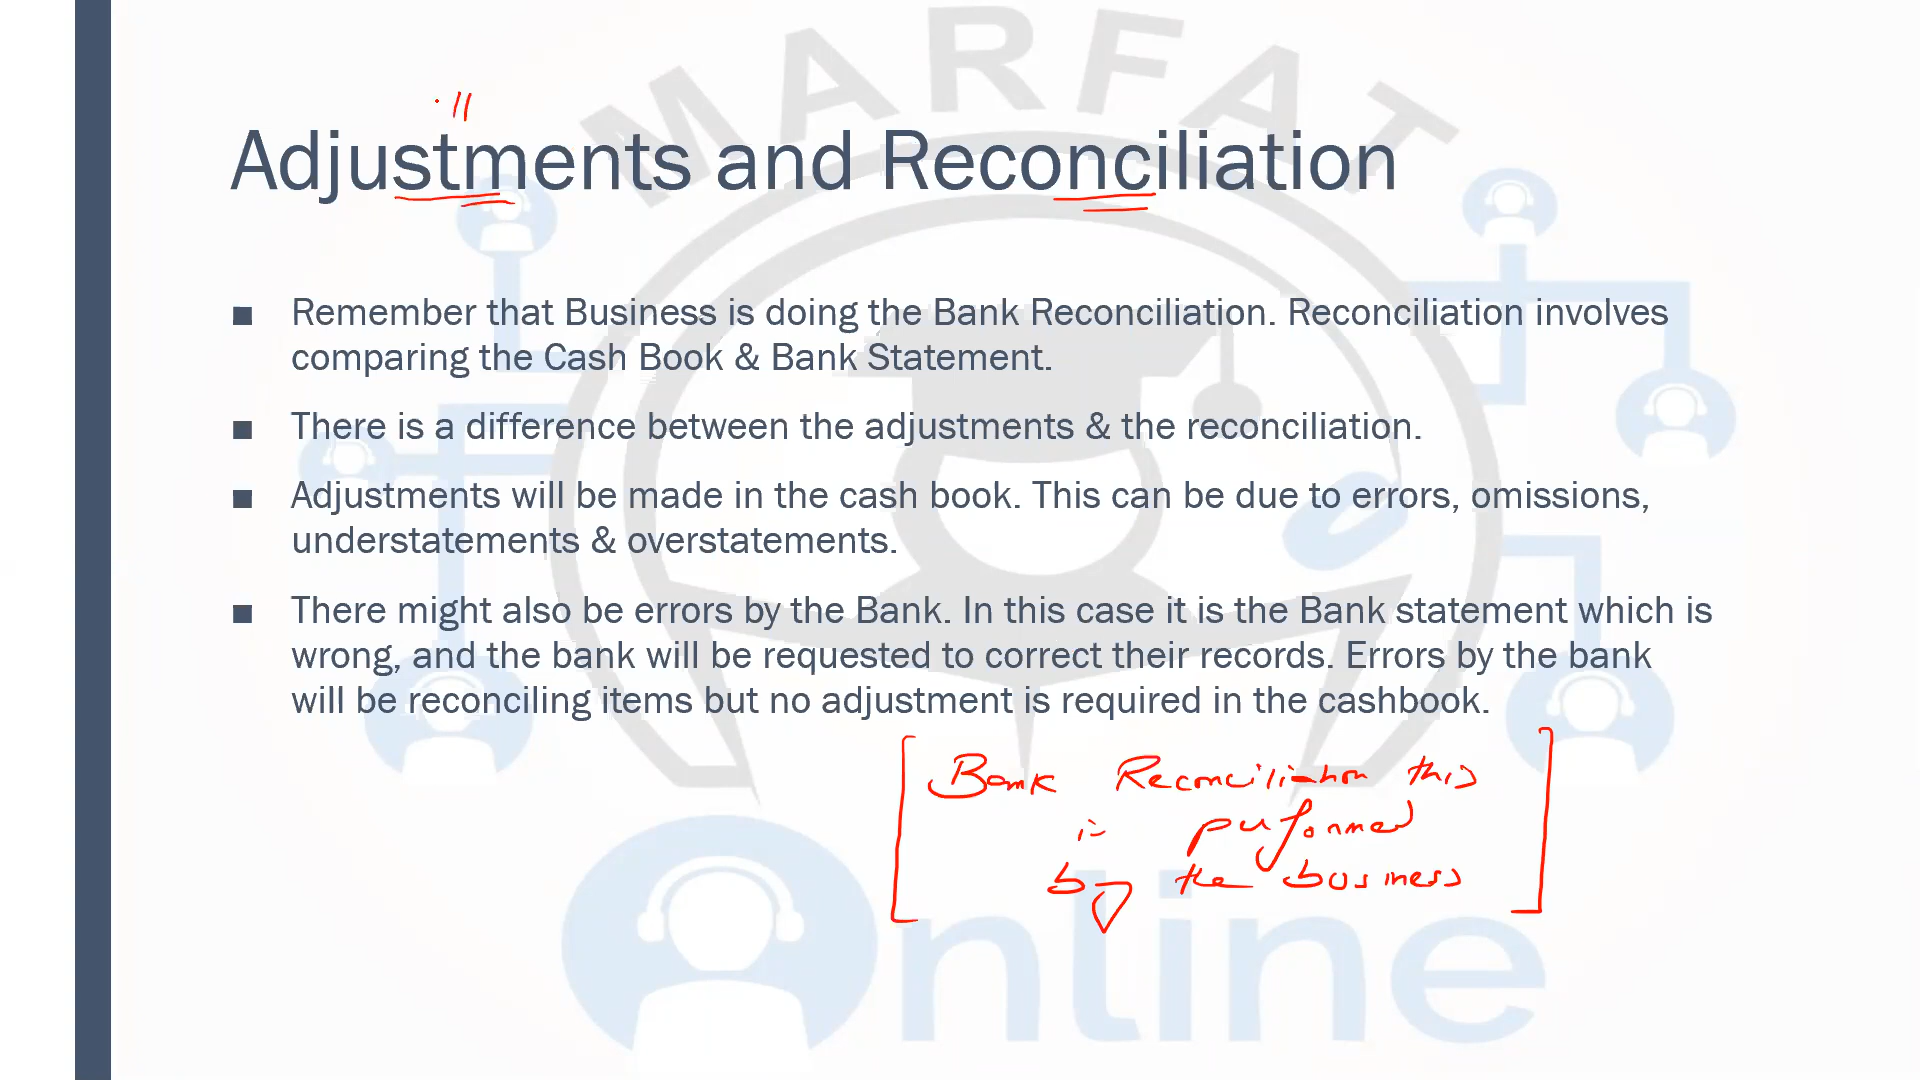 MARFAT
Adjustments and Reconciliation
■ Remember that Business is doing the Bank Reconciliation. Reconciliation involves
comparing the Cash Book & Bank Statement.
■ There is a difference between the adjustments & the reconciliation.
■ Adjustments will be made in the cash book. This can be due to errors, omissions,
understatements & overstatements.
■ There might also be errors by the Bank. In this case it is the Bank statement which is
wrong, and the bank will be requested to correct their records. Errors by the bank
will be reconciling items but no adjustment is required in the cashbook.
Bank Reconciliation this
is performed
by the business
nline